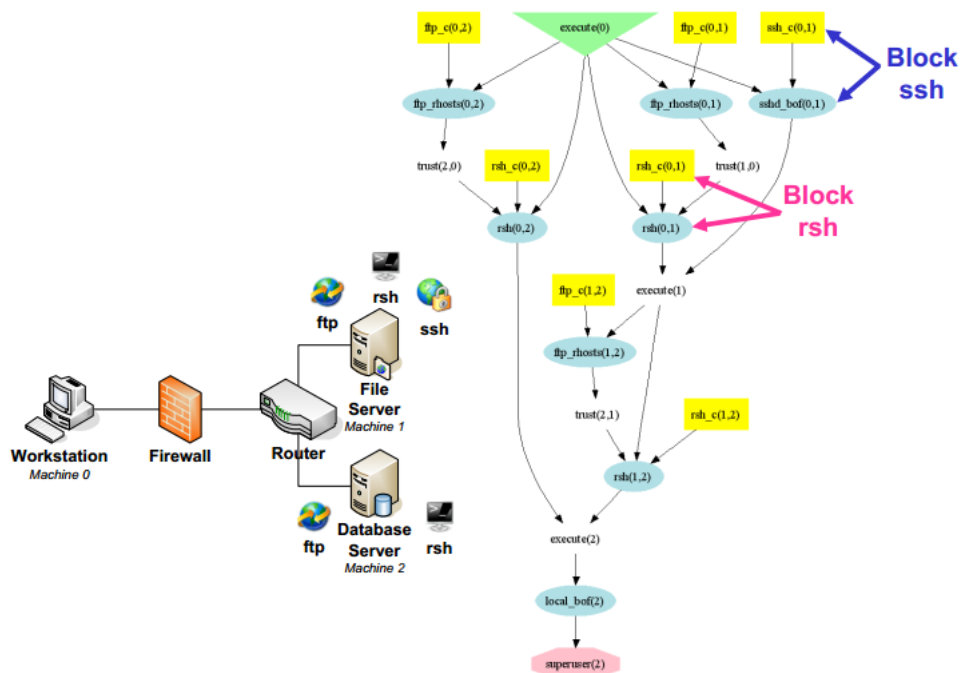 ftp_c(0,2)
execute(0)
ftp_c(0,1)
ssh_c(0,1)
Block
ssh
ftp_rhosts(0,2)
ftp_rhosts(0,1)
sshd_bof(0,1)
trust(2,0)
rsh_c(0,2)
rsh_c(0,1)
trust(1,0)
Block
rsh
rsh(0,2)
rsh(0,1)
ftp_c(1,2)
execute(1)
ftp_rhosts(1,2)
trust(2,1)
rsh_c(1,2)
rsh(1,2)
execute(2)
local_bof(2)
superuser(2)
rsh
ftp
ssh
File
Server
Machine 1
Workstation
Machine 0
Firewall
Router
ftp
Database
Server
Machine 2
rsh